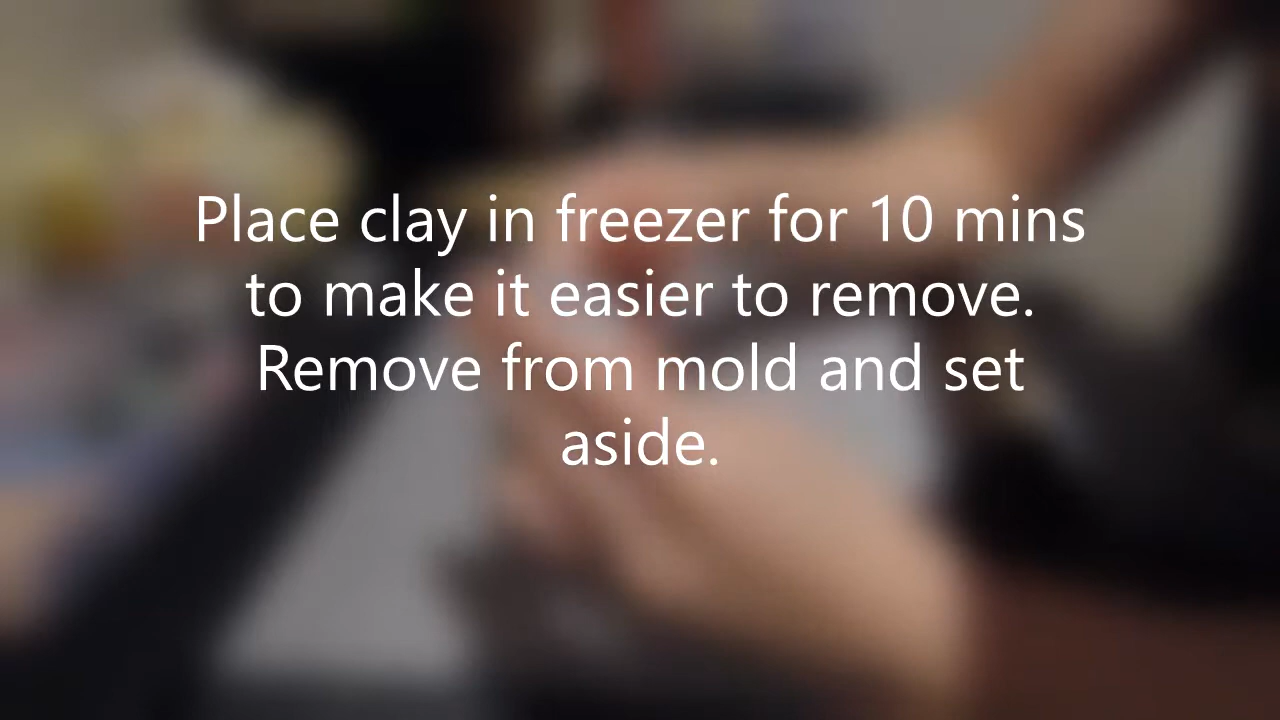 Place clay in freezer for 10 mins
to make it easier to remove.
Remove from mold and set
aside.